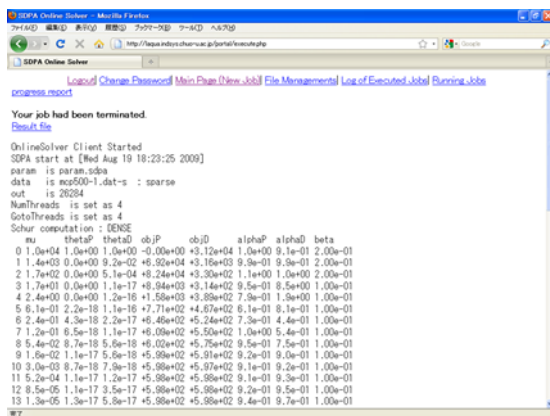 SDPA Online Solver - Mozilla Firefox
ファイル(F) 編集(E) 表示(V) 履歴(S) ブックマーク(B) ツール(T) ヘルプ(H)
http://laqua.indsys.chuo-u.ac.jp/portal/execute.php
Google
SDPA Online Solver
Logout| Change Password| Main Page (New Job)| File Managements| Log of Executed Jobs| Running Jobs
progress report
Your job had been terminated.
Result file
OnlineSolver Client Started
SDPA start at [Wed Aug 19 18:23:25 2009]
param is param.sdpa
data is mcp500-1.dat-s : sparse
out is 26284
NumThreads is set as 4
GotoThreads is set as 4
Schur computation : DENSE
mu thetaP thetaD objP objD alphaP alphaD beta
0 1.0e+04 1.0e+00 1.0e+00 -0.00e+00 +3.12e+04 1.0e+00 9.1e-01 2.00e-01
1 1.4e+03 0.0e+00 9.2e-02 +6.92e+04 +3.16e+03 9.9e-01 9.9e-01 2.00e-01
2 1.7e+02 0.0e+00 5.1e-04 +8.24e+04 +3.30e+02 1.1e+00 1.0e+00 2.00e-01
3 1.7e+01 0.0e+00 1.1e-17 +8.94e+03 +3.14e+02 9.5e-01 8.5e+00 1.00e-01
4 2.4e+00 0.0e+00 1.2e-16 +1.58e+03 +3.89e+02 7.9e-01 1.9e+00 1.00e-01
5 6.1e-01 2.2e-18 1.1e-16 +7.71e+02 +4.67e+02 6.1e-01 8.1e-01 1.00e-01
6 2.4e-01 4.3e-18 2.2e-17 +6.46e+02 +5.24e+02 7.3e-01 4.4e-01 1.00e-01
7 1.2e-01 6.5e-18 1.1e-17 +6.09e+02 +5.50e+02 1.0e+00 5.4e-01 1.00e-01
8 5.4e-02 8.7e-18 5.6e-18 +6.02e+02 +5.75e+02 9.5e-01 7.5e-01 1.00e-01
9 1.6e-02 1.1e-17 5.6e-18 +5.99e+02 +5.91e+02 9.2e-01 9.0e-01 1.00e-01
10 3.0e-03 8.7e-18 7.9e-18 +5.98e+02 +5.97e+02 9.1e-01 9.2e-01 1.00e-01
11 5.2e-04 1.1e-17 1.2e-17 +5.98e+02 +5.98e+02 9.1e-01 9.3e-01 1.00e-01
12 8.5e-05 1.1e-17 3.5e-17 +5.98e+02 +5.98e+02 9.2e-01 9.5e-01 1.00e-01
13 1.3e-05 1.3e-17 5.8e-17 +5.98e+02 +5.98e+02 9.4e-01 9.7e-01 1.00e-01
完了